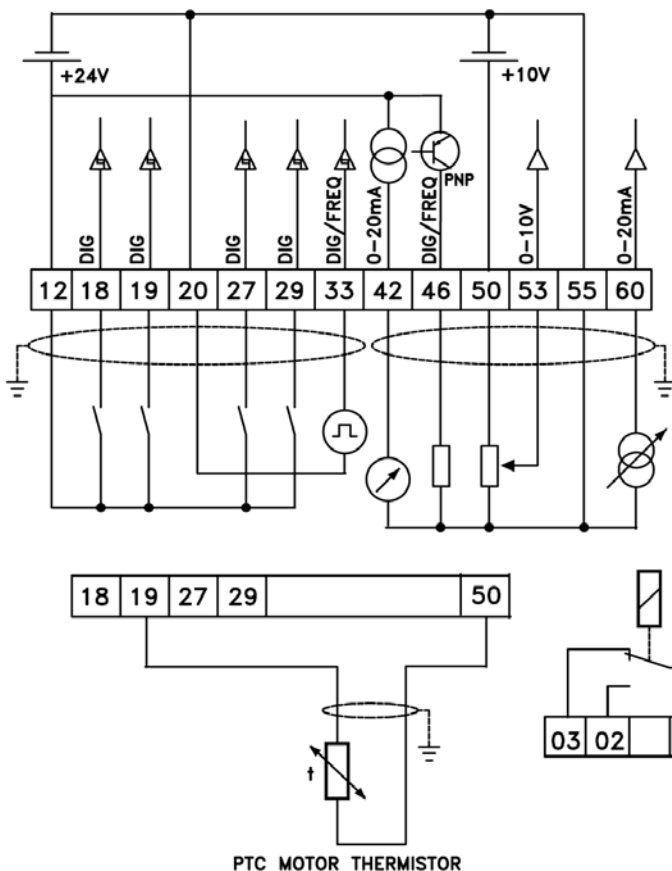 +24V
+10V
PNP
DIG
DIG
DIG
DIG
DIG/FREQ
0-20mA
DIG/FREQ
0-10V
0-20mA
12 18 19 20 27 29 33 42 46 50 53 55 60
18 19 27 29 50
03 02
t
PTC MOTOR THERMISTOR